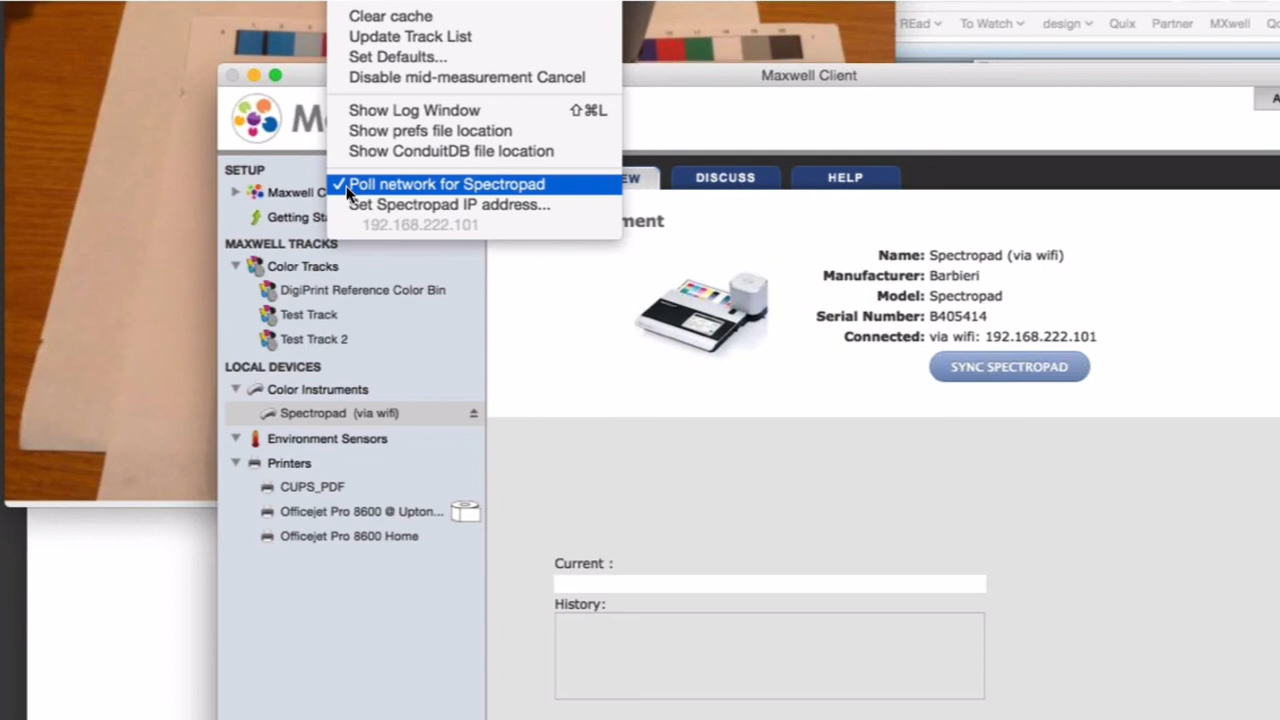 Clear cache
Update Track List
Set Defaults...
Disable mid-measurement Cancel
Show Log Window ⇧⌘L
Show prefs file location
Show ConduitDB file location
✓Poll network for Spectropad
Set Spectropad IP address...
192.168.222.101
REad To Watch design Quix Partner MXwell
Maxwell Client
DISCUSS HELP
SETUP
Maxwell C
Getting Sta
MAXWELL TRACKS
Color Tracks
DigiPrint Reference Color Bin
Test Track
Test Track 2
LOCAL DEVICES
Color Instruments
Spectropad (via wifi)
Environment Sensors
Printers
CUPS_PDF
Officejet Pro 8600 @ Upton...
Officejet Pro 8600 Home
ment
Name: Spectropad (via wifi)
Manufacturer: Barbieri
Model: Spectropad
Serial Number: B405414
Connected: via wifi: 192.168.222.101
SYNC SPECTROPAD
Current :
History: